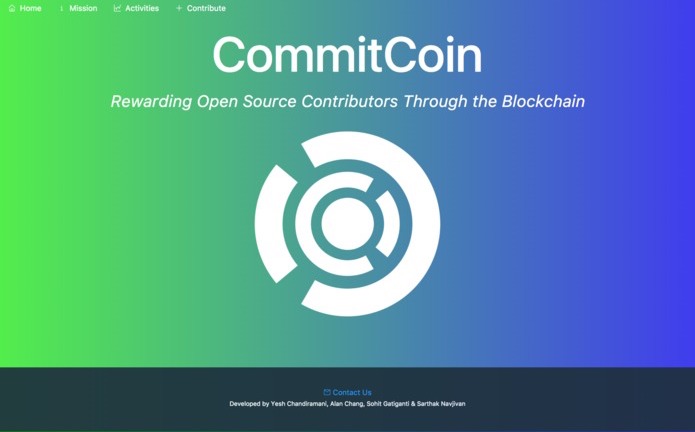 Home Mission Activities Contribute
CommitCoin
Rewarding Open Source Contributors Through the Blockchain
Contact Us
Developed by Yesh Chandiramani, Alan Chang, Sohit Gatiganti & Sarthak Navjivan